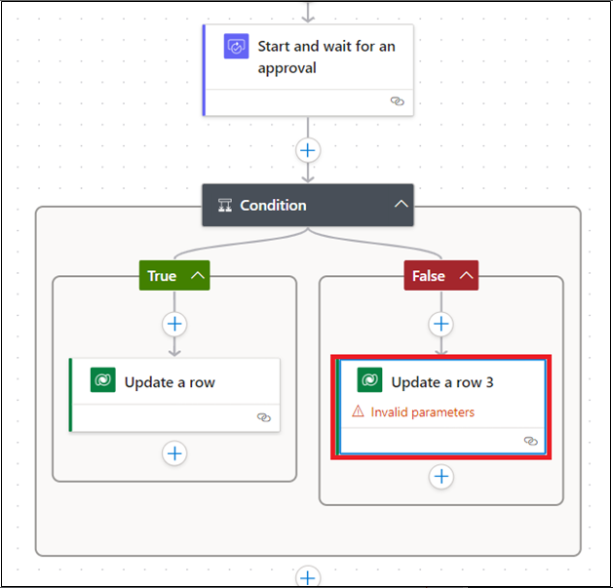 Start and wait for an
approval
Condition
True
False
Update a row
Update a row 3
Invalid parameters